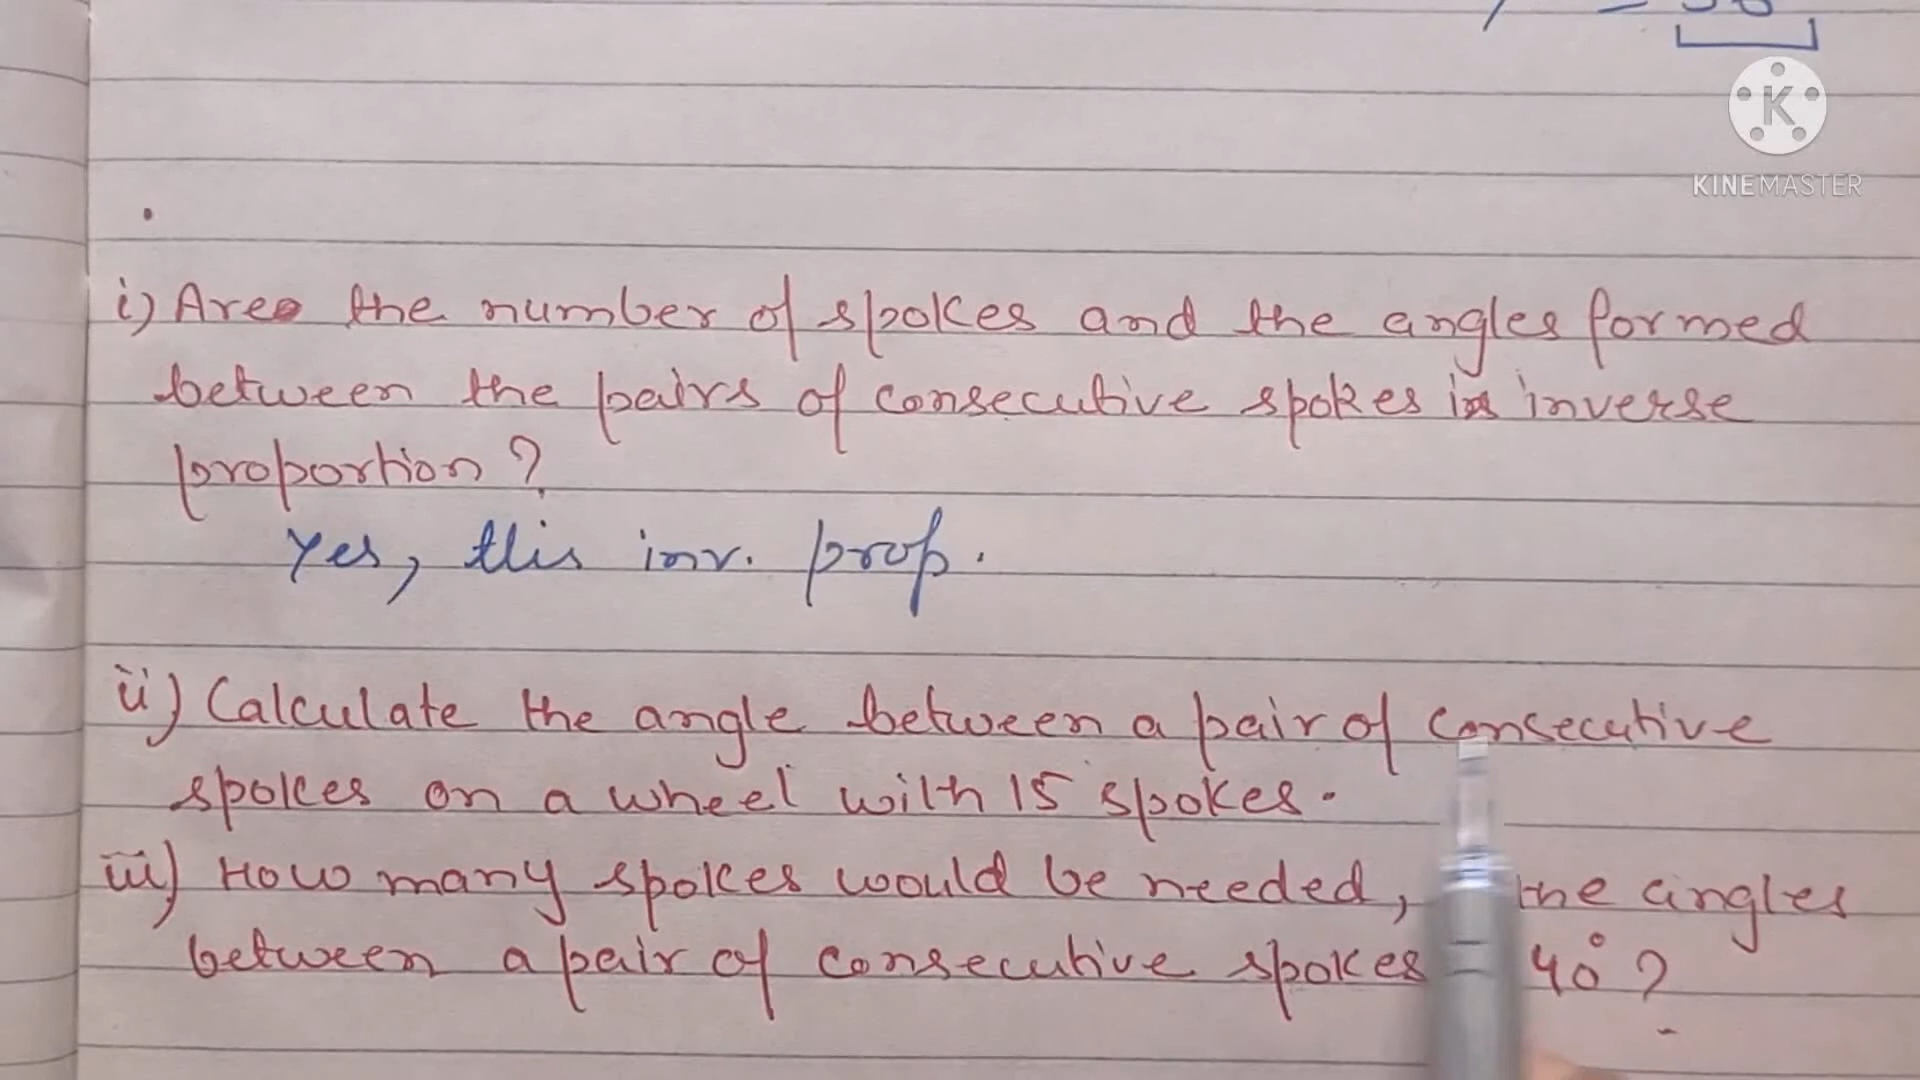 = 36
KINEMASTER
i) Are the number of spokes and the angles formed
between the pairs of consecutive spokes in inverse
proportion?
Yes, this inv. prop.
ii) Calculate the angle between a pair of consecutive
spokes on a wheel with 15 spokes.
iii) How many spokes would be needed, the angles
between a pair of consecutive spokes 40°?